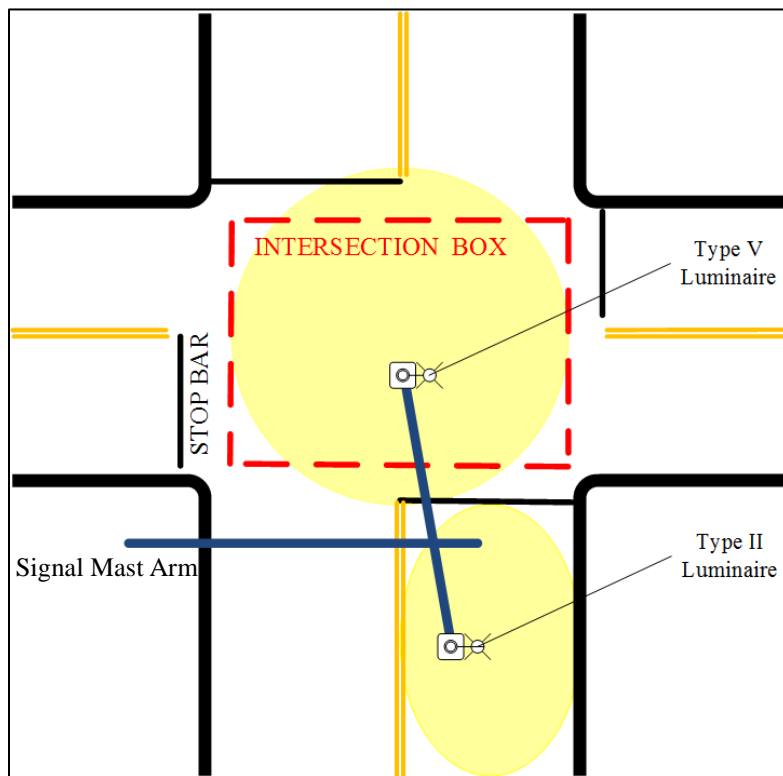 INTERSECTION BOX
Type V
Luminaire
STOP BAR
Signal Mast Arm
Type II
Luminaire